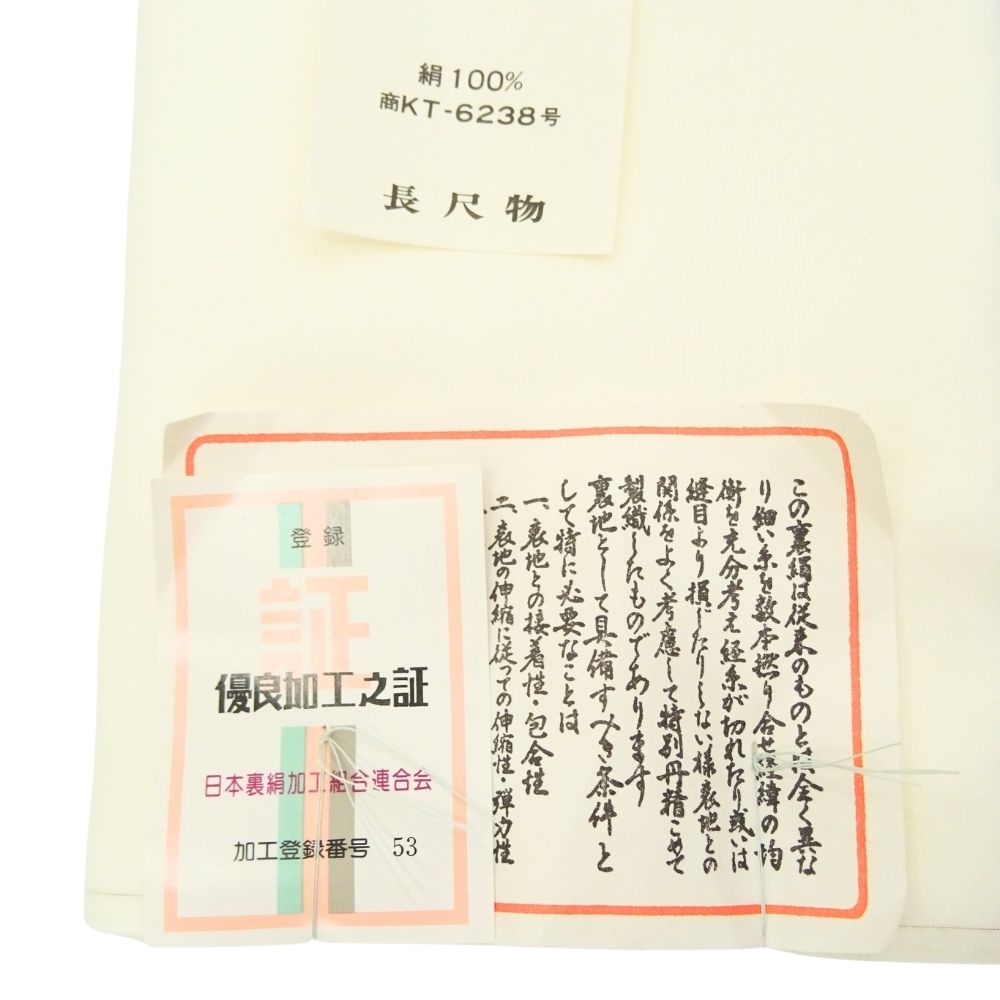 絹100%
商KT-6238号
長尺物
この裏絹は従来のものとは全く異な
り細い糸を数本撚り合せ経緯の均
衡を充分考え経糸が切れたり或いは
縫目より損じたりしない様表地との
関係をよく考慮して特別丹精こめて
製織したものであります
裏地として具備すべき条件と
して特に必要なことは
一、表地との接着性・包合性
二、表地の伸縮に従っての伸縮性・弾力性
登録
証
優良加工之証
日本裏絹加工組合連合会
加工登録番号 53